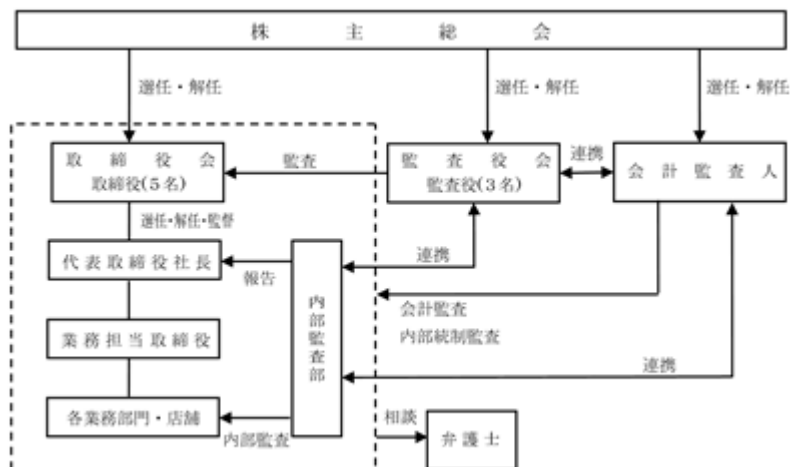 株主総会
選任・解任
選任・解任
選任・解任
取締役会
取締役(5名)
監査
監査役会
監査役(3名)
連携
会計監査人
選任・解任・監督
代表取締役社長
報告
内部監査部
連携
会計監査
内部統制監査
業務担当取締役
連携
各業務部門・店舗
内部監査
相談
弁護士